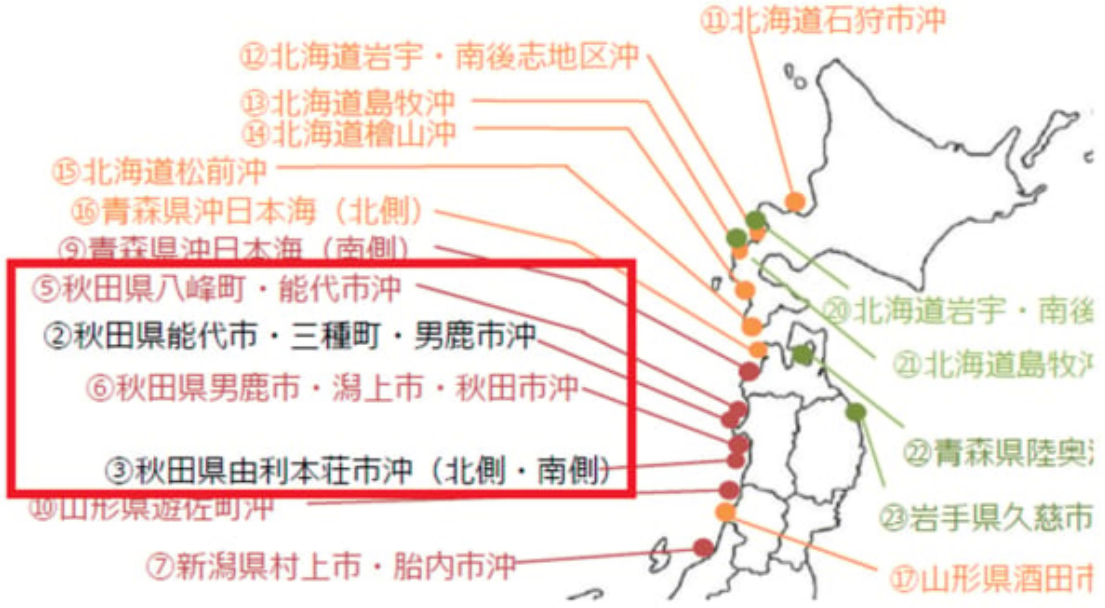 ⑪北海道石狩市沖
⑫北海道岩宇・南後志地区沖
⑬北海道島牧沖
⑭北海道檜山沖
⑮北海道松前沖
⑯青森県沖日本海（北側）
⑨青森県沖日本海（南側）
⑤秋田県八峰町・能代市沖
②秋田県能代市・三種町・男鹿市沖
⑥秋田県男鹿市・潟上市・秋田市沖
③秋田県由利本荘市沖（北側・南側）
⑩山形県遊佐町沖
⑦新潟県村上市・胎内市沖
⑳北海道岩宇・南後
㉑北海道島牧沖
㉒青森県陸奥
㉓岩手県久慈市
⑰山形県酒田市